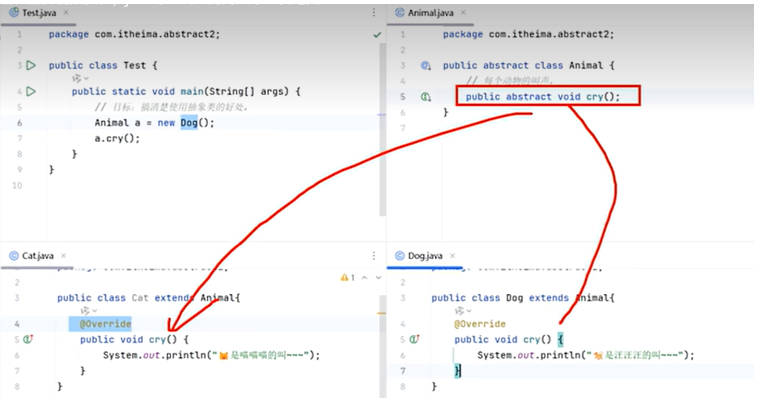 Test.java
1 package com.itheima.abstract2;
2
3 public class Test {
4 public static void main(String[] args) {
5 // 目标：搞清楚使用抽象类的好处。
6 Animal a = new Dog();
7 a.cry();
8 }
9 }
10
Animal.java
1 package com.itheima.abstract2;
2
3 public abstract class Animal {
4 // 每个动物的叫声。
5 public abstract void cry();
6 }
7
Cat.java
1
2
3 public class Cat extends Animal{
4 @Override
5 public void cry() {
6 System.out.println("🐱是喵喵喵的叫~~~");
7 }
8 }
Dog.java
2
3 public class Dog extends Animal{
4 @Override
5 public void cry() {
6 System.out.println("🐕是汪汪汪的叫~~~");
7 }
8 }